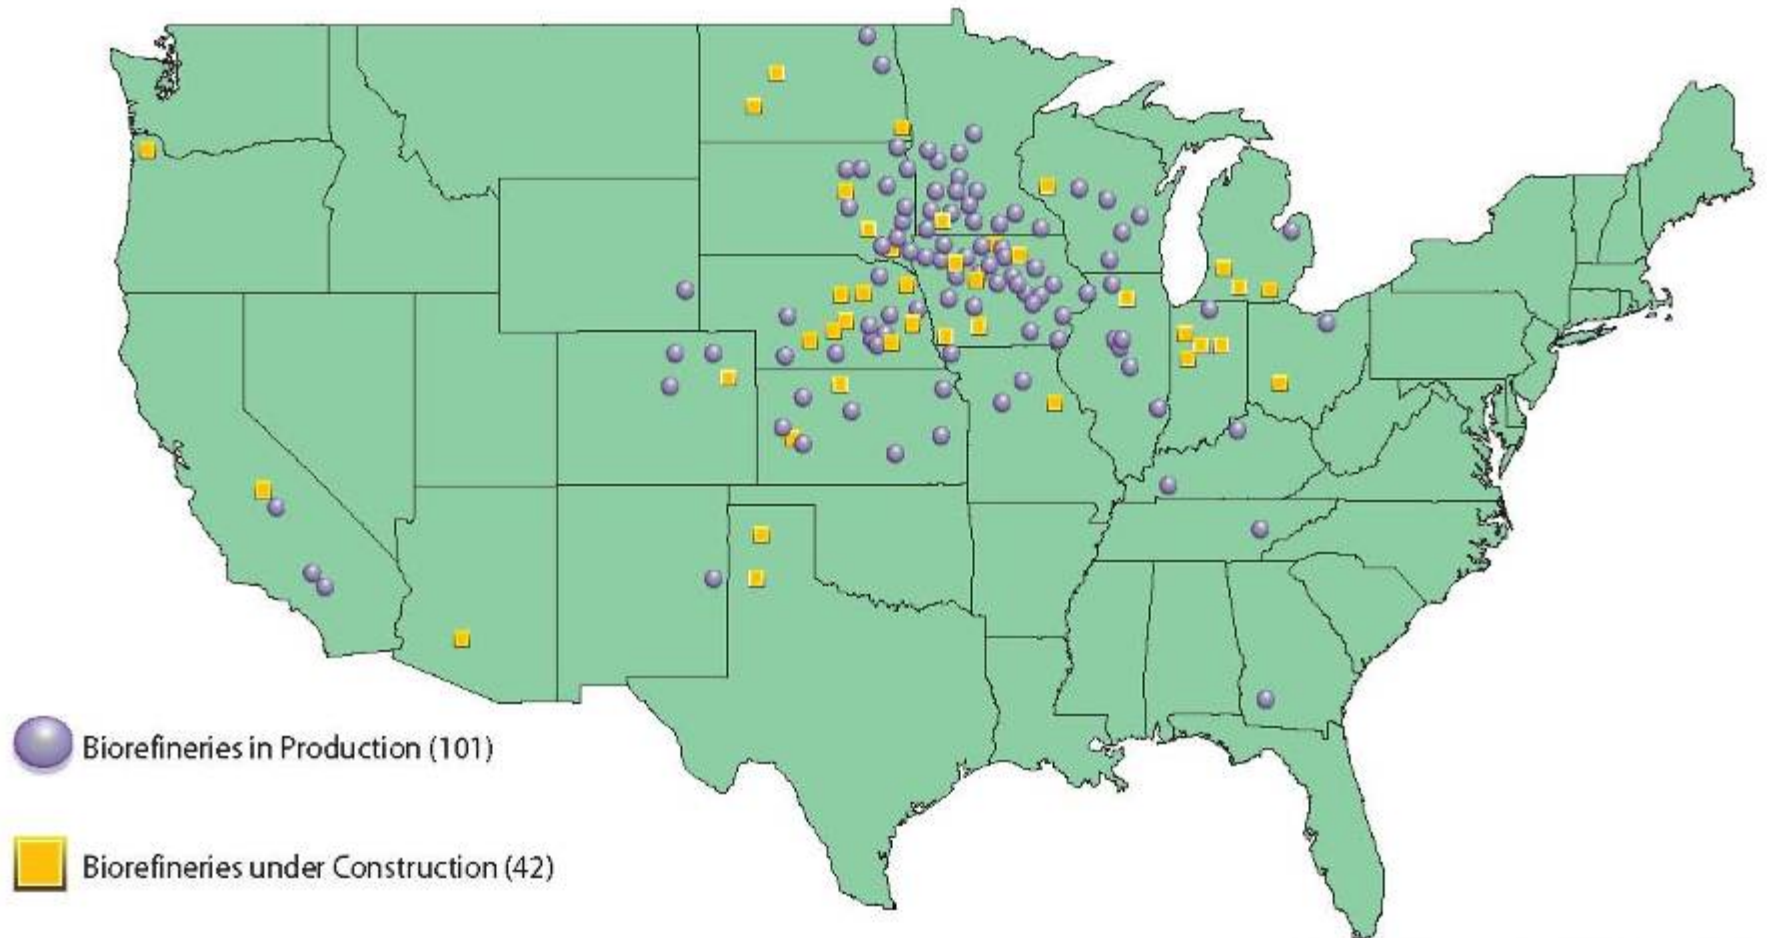 Biorefineries in Production (101)
Biorefineries under Construction (42)